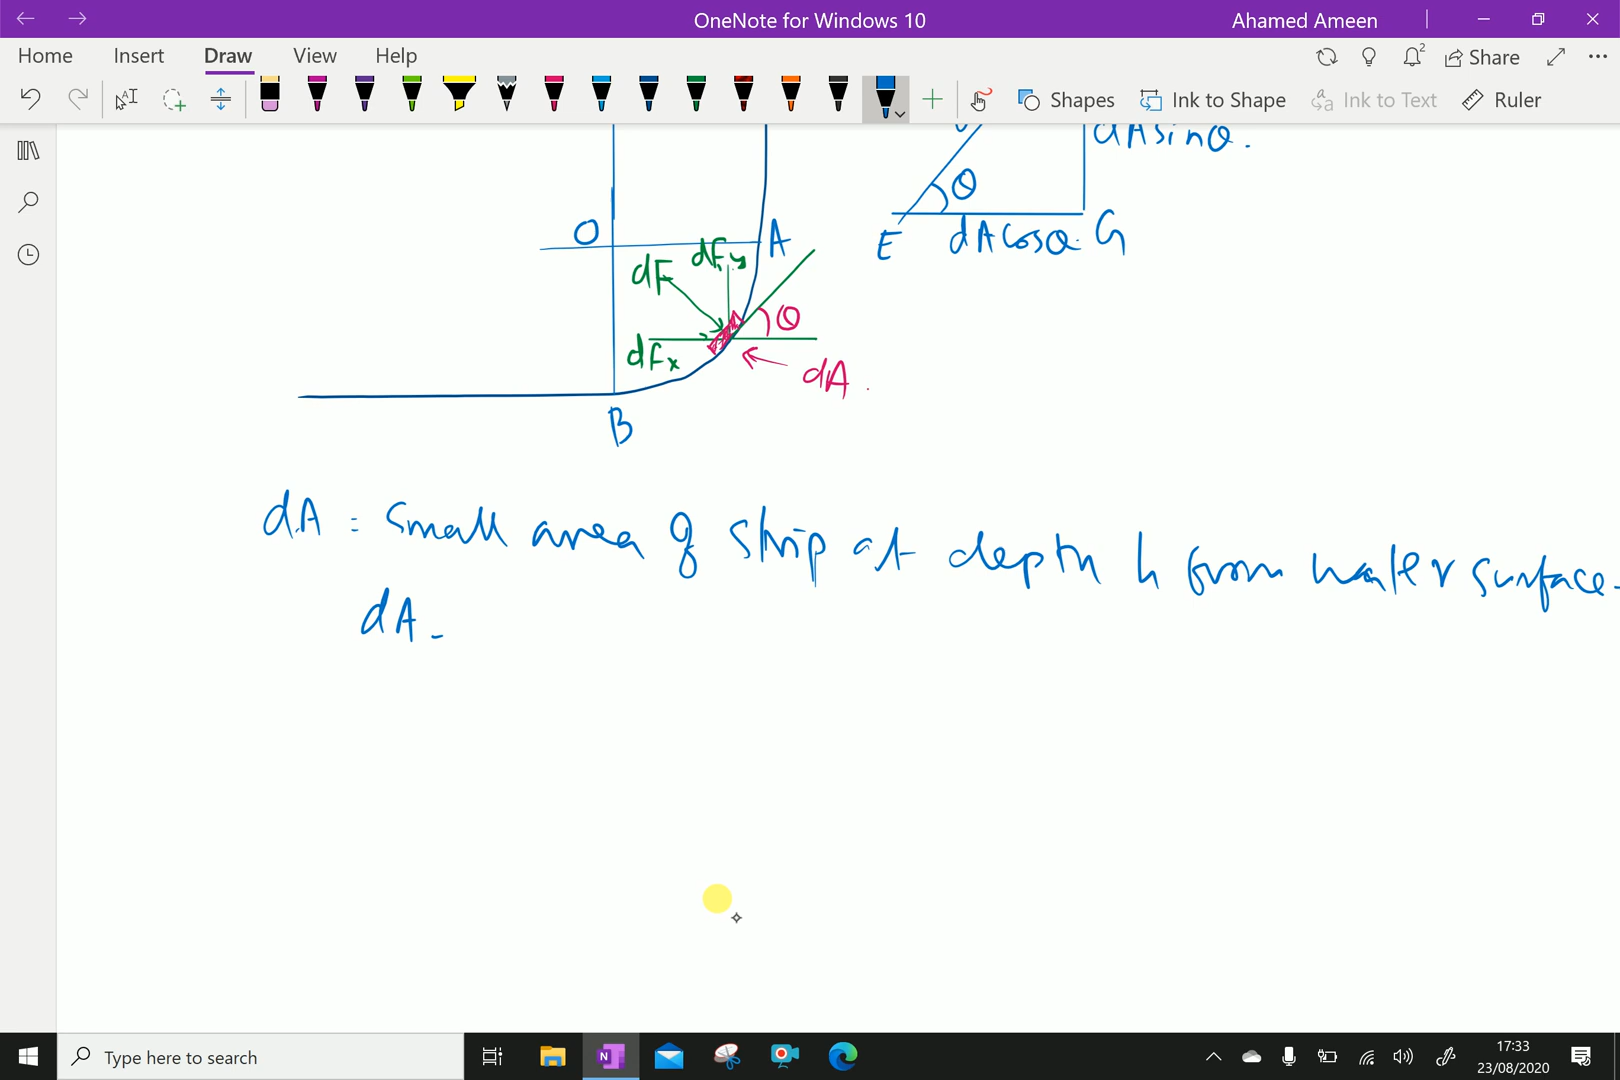 OneNote for Windows 10
Ahamed Ameen
Home Insert Draw View Help
2 Share
Shapes Ink to Shape Ink to Text Ruler
dA sinθ.
θ
E dA cosθ. G
O A
dF dFy
θ
dFx
dA.
B
dA = Small area of strip at depth h from water surface.
dA -
Type here to search
17:33
23/08/2020